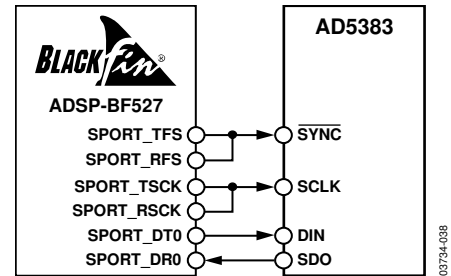 AD5383
BLACKfin®
ADSP-BF527
SPORT_TFS
SYNC
SPORT_RFS
SPORT_TSCK
SCLK
SPORT_RSCK
SPORT_DT0
DIN
SPORT_DR0
SDO
03734-038